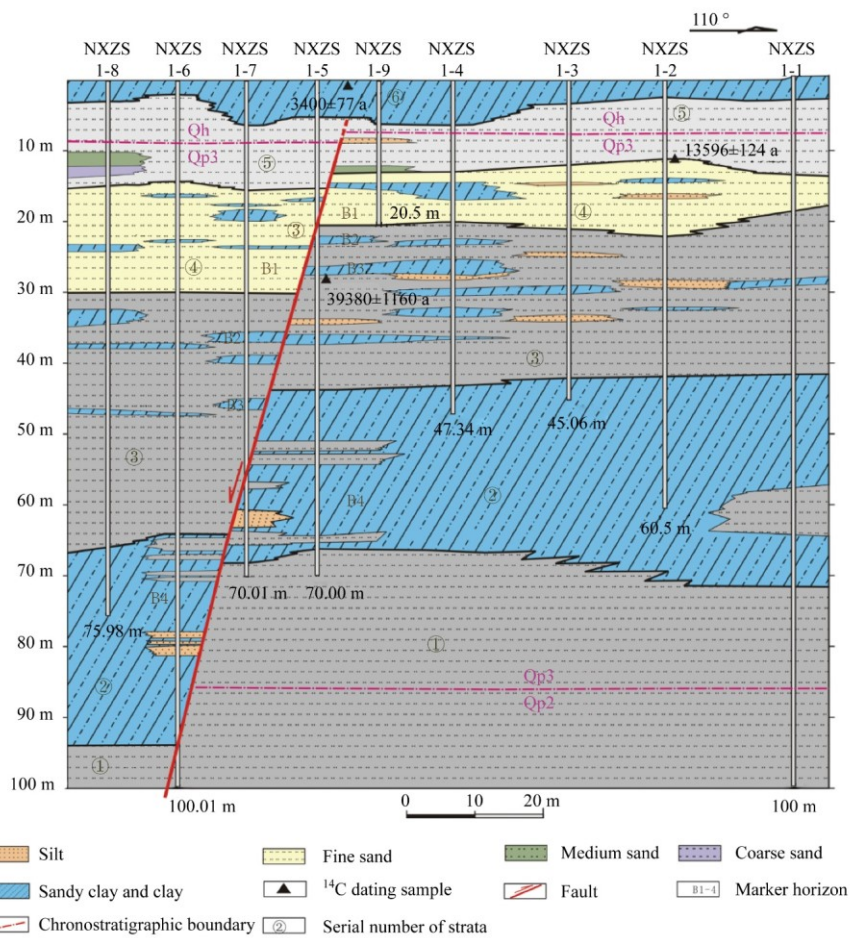 110 °
NXZS NXZS NXZS NXZS NXZS NXZS NXZS NXZS NXZS
1-8 1-6 1-7 1-5 1-9 1-4 1-3 1-2 1-1
⑥
3400±77 a
Qh Qh ⑤
10 m
Qp3 Qp3
⑤ 13596±124 a
20 m B1 20.5 m ④
③
B2
④ B1 B3
30 m 39380±1160 a
B2 ③
40 m
B3 47.34 m 45.06 m
50 m
③
B4 ②
60 m 60.5 m
70 m
70.01 m 70.00 m
B4
75.98 m
80 m ①
② Qp3
Qp2
90 m
①
100 m
100.01 m 0 10 20 m 100 m
Silt Fine sand Medium sand Coarse sand
Sandy clay and clay 14C dating sample Fault B1-4 Marker horizon
Chronostratigraphic boundary ② Serial number of strata